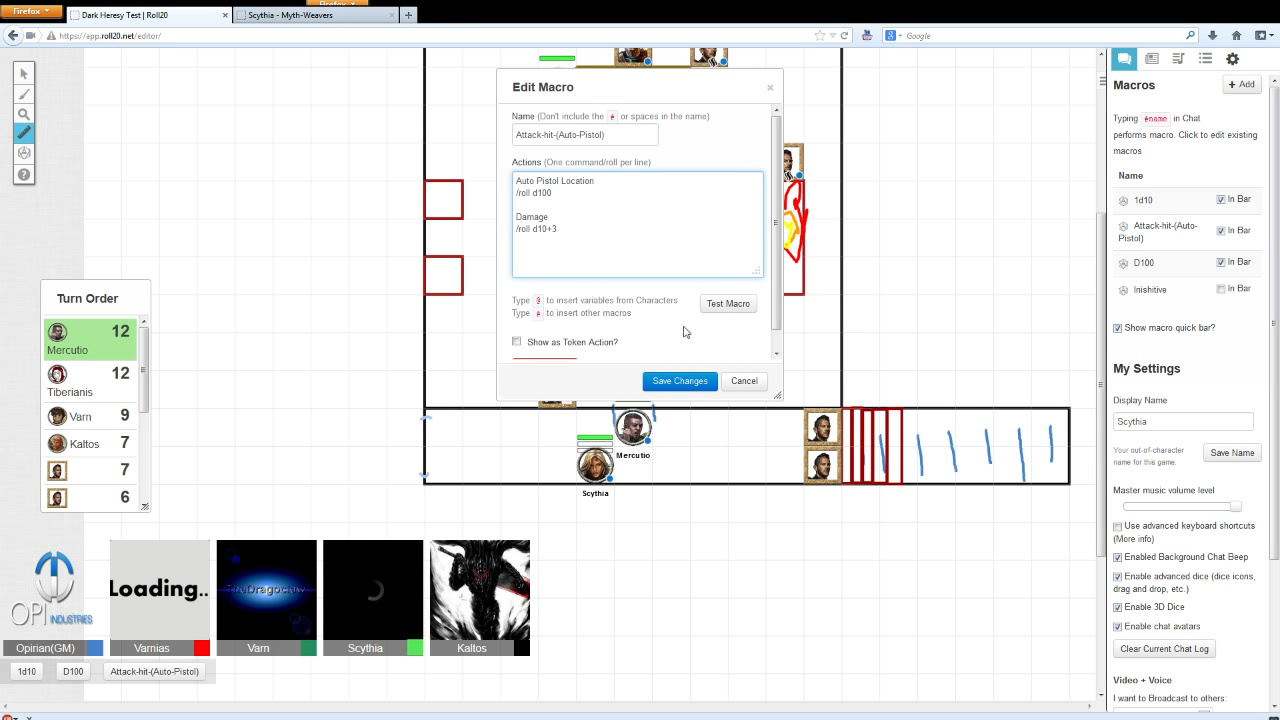 Firefox
Firefox
Dark Heresy Test | Roll20
Scythia - Myth-Weavers
https://app.roll20.net/editor/
Google
Edit Macro
Name (Don't include the # or spaces in the name)
Attack-hit-(Auto-Pistol)
Actions (One command/roll per line)
Auto Pistol Location
/roll d100
Damage
/roll d10+3
Type @ to insert variables from Characters
Type # to insert other macros
Test Macro
Show as Token Action?
Save Changes
Cancel
Turn Order
12
Mercutio
12
Tiberianis
Varn 9
Kaltos 7
7
6
Mercutio
Scythia
OPI INDUSTRIES
Loading..
Opirian(GM)
Varnias
Varn
Scythia
Kaltos
1d10
D100
Attack-hit-(Auto-Pistol)
Macros
+ Add
Typing #name in Chat
performs macro. Click to edit existing
macros
Name
1d10 In Bar
Attack-hit-(Auto-
Pistol) In Bar
D100 In Bar
Inishitive In Bar
Show macro quick bar?
My Settings
Display Name
Scythia
Your out-of-character
name for this game.
Save Name
Master music volume level
Use advanced keyboard shortcuts
(More info)
Enabled Background Chat Beep
Enable advanced dice (dice icons,
drag and drop, etc.)
Enable 3D Dice
Enable chat avatars
Clear Current Chat Log
Video + Voice
I want to Broadcast to others: